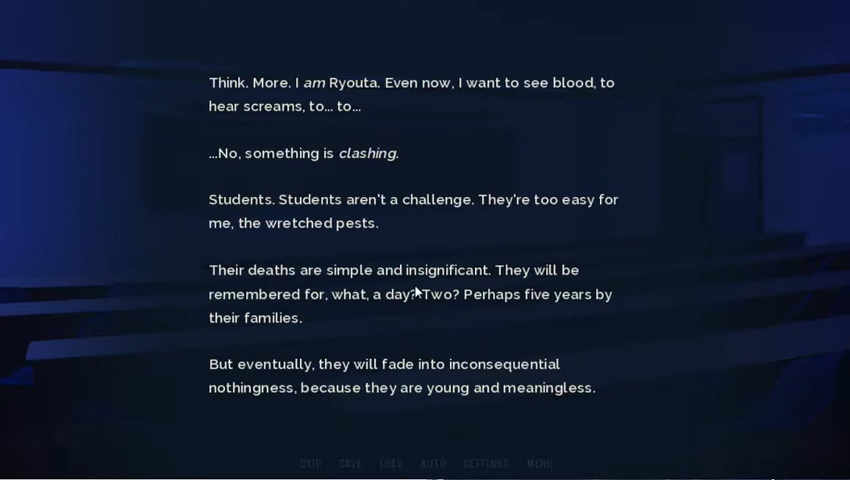 Think. More. I am Ryouta. Even now, I want to see blood, to
hear screams, to... to...
...No, something is clashing.
Students. Students aren't a challenge. They're too easy for
me, the wretched pests.
Their deaths are simple and insignificant. They will be
remembered for, what, a day? Two? Perhaps five years by
their families.
But eventually, they will fade into inconsequential
nothingness, because they are young and meaningless.
SKIP SAVE LOAD AUTO SETTINGS MENU